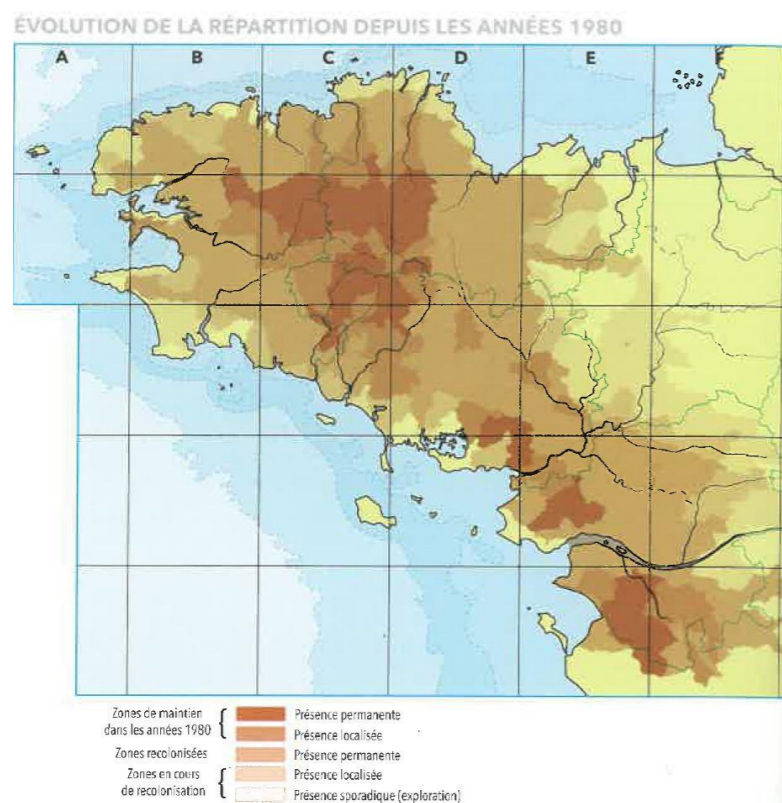 ÉVOLUTION DE LA RÉPARTITION DEPUIS LES ANNÉES 1980
A B C D E F
Zones de maintien
dans les années 1980
Présence permanente
Présence localisée
Zones recolonisées
Présence permanente
Zones en cours
de recolonisation
Présence localisée
Présence sporadique (exploration)